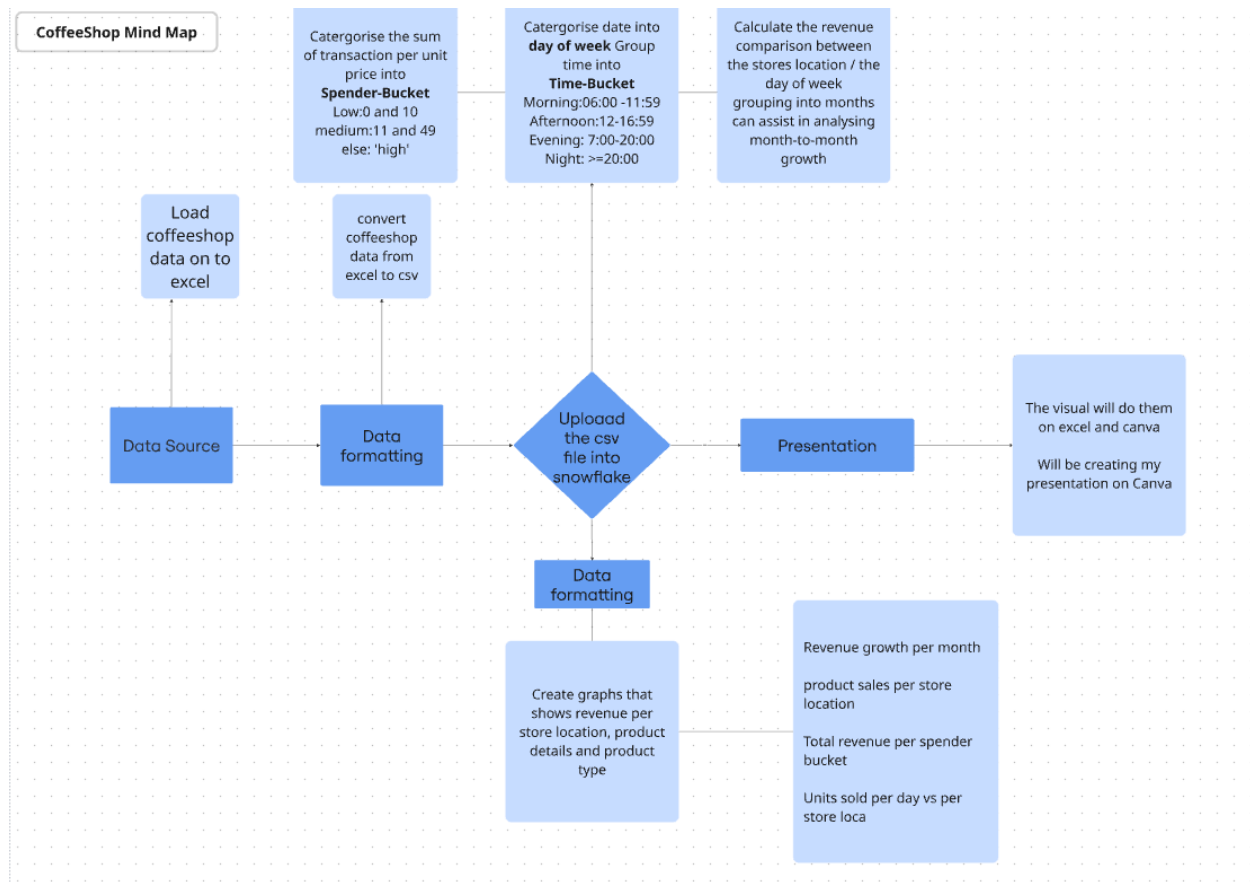 CoffeeShop Mind Map
Catergorise the sum
of transaction per unit
price into
Spender-Bucket
Low:0 and 10
medium:11 and 49
else: 'high'
Catergorise date into
day of week Group
time into
Time-Bucket
Morning:06:00 -11:59
Afternoon:12-16:59
Evening: 7:00-20:00
Night: >=20:00
Calculate the revenue
comparison between
the stores location / the
day of week
grouping into months
can assist in analysing
month-to-month
growth
Load
coffeeshop
data on to
excel
convert
coffeeshop
data from
excel to csv
Data Source
Data
formatting
Uploaad
the csv
file into
snowflake
Presentation
The visual will do them
on excel and canva
Will be creating my
presentation on Canva
Data
formatting
Create graphs that
shows revenue per
store location, product
details and product
type
Revenue growth per month
product sales per store
location
Total revenue per spender
bucket
Units sold per day vs per
store loca